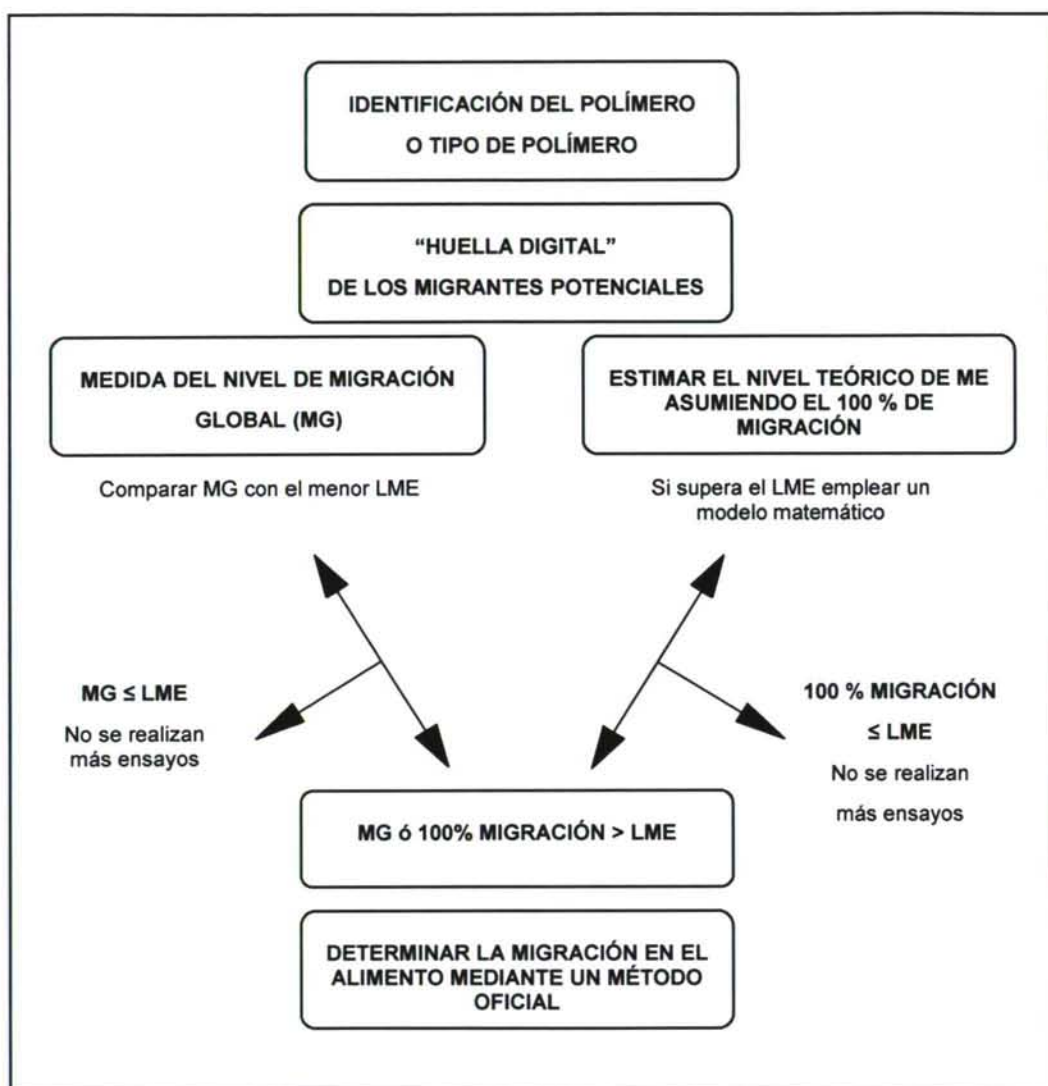 IDENTIFICACIÓN DEL POLÍMERO
O TIPO DE POLÍMERO
“HUELLA DIGITAL”
DE LOS MIGRANTES POTENCIALES
MEDIDA DEL NIVEL DE MIGRACIÓN
GLOBAL (MG)
Comparar MG con el menor LME
ESTIMAR EL NIVEL TEÓRICO DE ME
ASUMIENDO EL 100 % DE
MIGRACIÓN
Si supera el LME emplear un
modelo matemático
MG ≤ LME
No se realizan
más ensayos
100 % MIGRACIÓN
≤ LME
No se realizan
más ensayos
MG ó 100% MIGRACIÓN > LME
DETERMINAR LA MIGRACIÓN EN EL
ALIMENTO MEDIANTE UN MÉTODO
OFICIAL